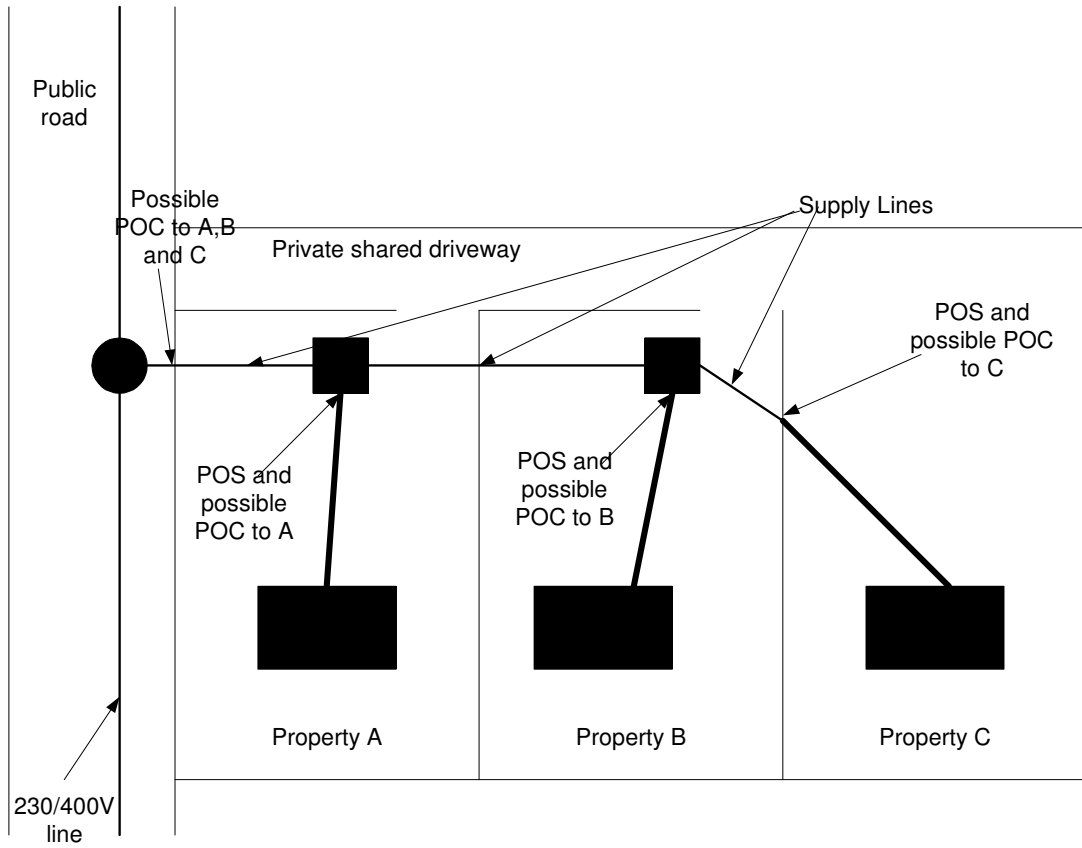 Public
road
Possible
POC to A,B
and C
Supply Lines
Private shared driveway
POS and
possible POC
to C
POS and
possible
POC to A
POS and
possible
POC to B
Property A
Property B
Property C
230/400V
line